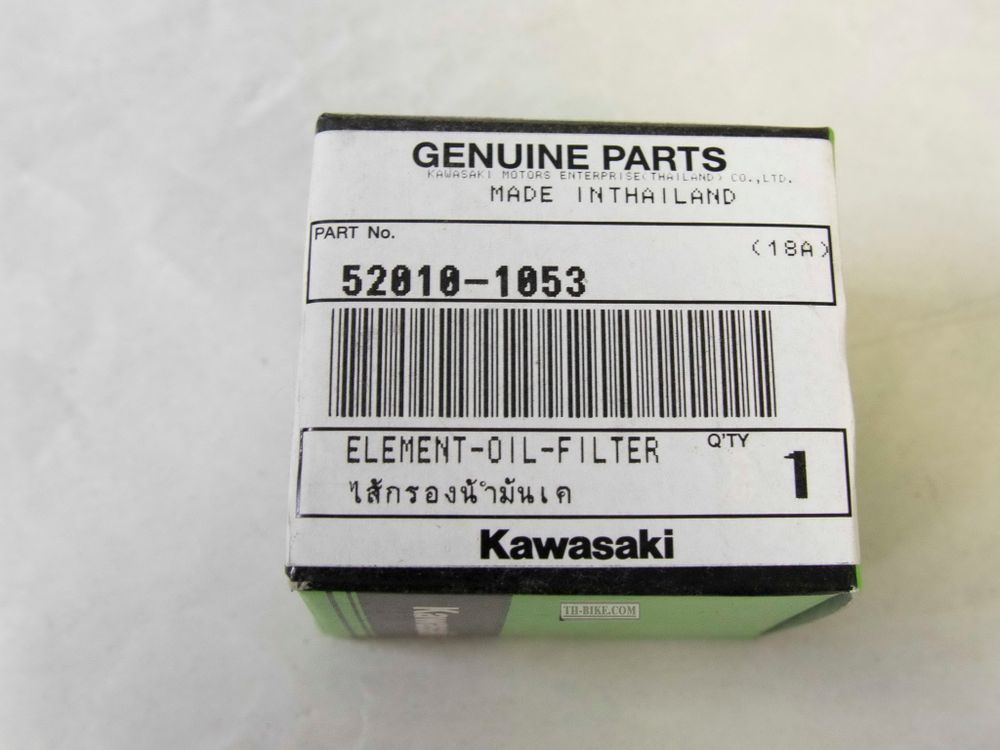 GENUINE PARTS
KAWASAKI MOTORS ENTERPRISE(THAILAND) CO.,LTD.
MADE INTHAILAND
PART No.
(18A)
52010-1053
ELEMENT-OIL-FILTER
Q'TY
1
ไส้กรองน้ำมันเค
Kawasaki
TH-BIKE.COM